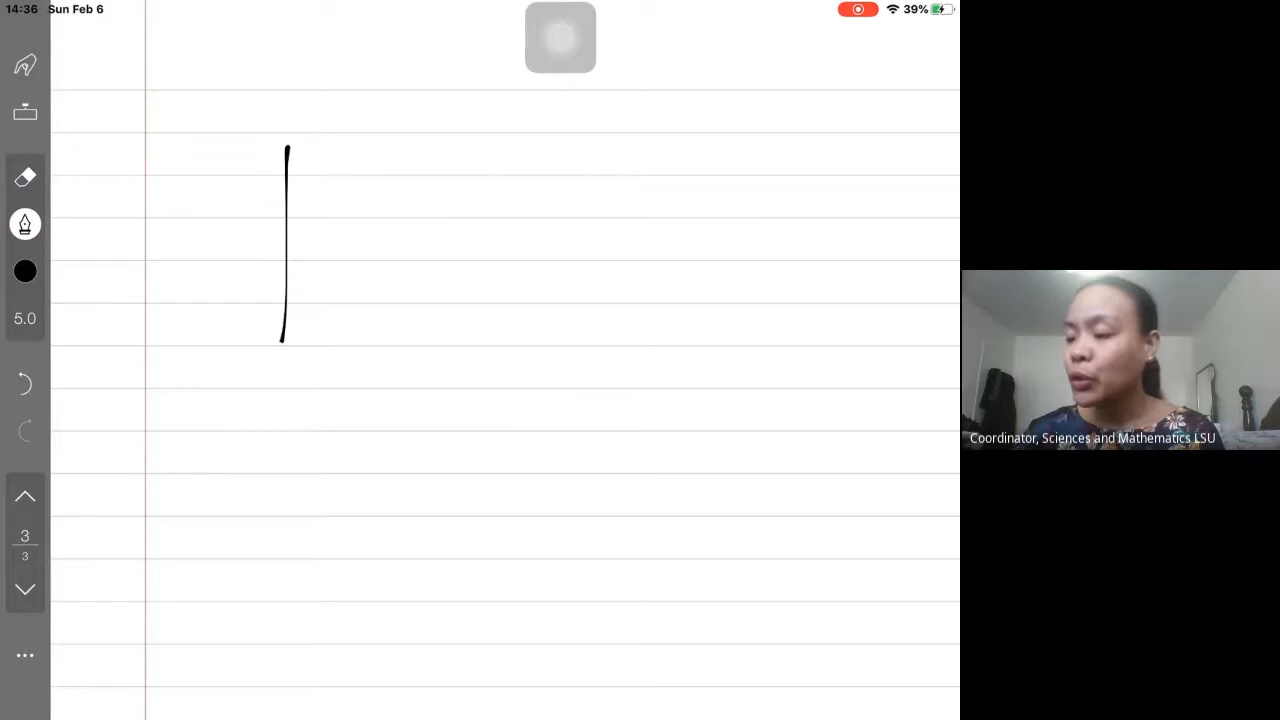 14:36 Sun Feb 6
39%
5.0
3
3
Coordinator, Sciences and Mathematics LSU